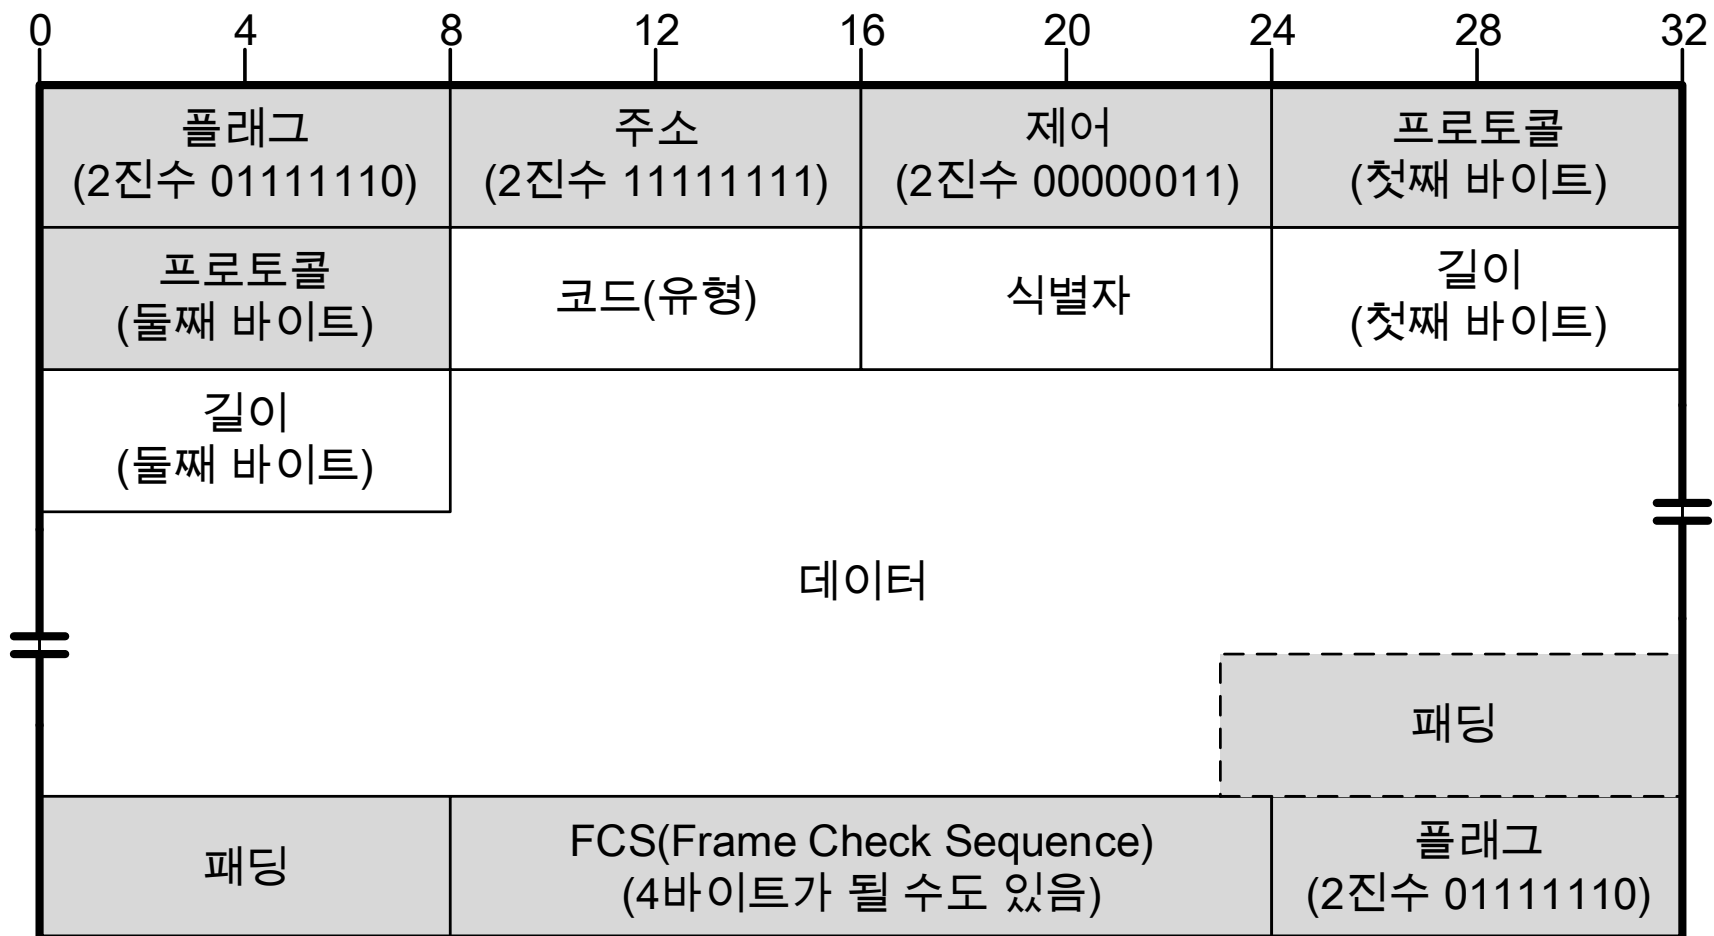 0 4 8 12 16 20 24 28 32
플래그
(2진수 01111110)
주소
(2진수 11111111)
제어
(2진수 00000011)
프로토콜
(첫째 바이트)
프로토콜
(둘째 바이트)
코드(유형)
식별자
길이
(첫째 바이트)
길이
(둘째 바이트)
데이터
패딩
패딩
FCS(Frame Check Sequence)
(4바이트가 될 수도 있음)
플래그
(2진수 01111110)